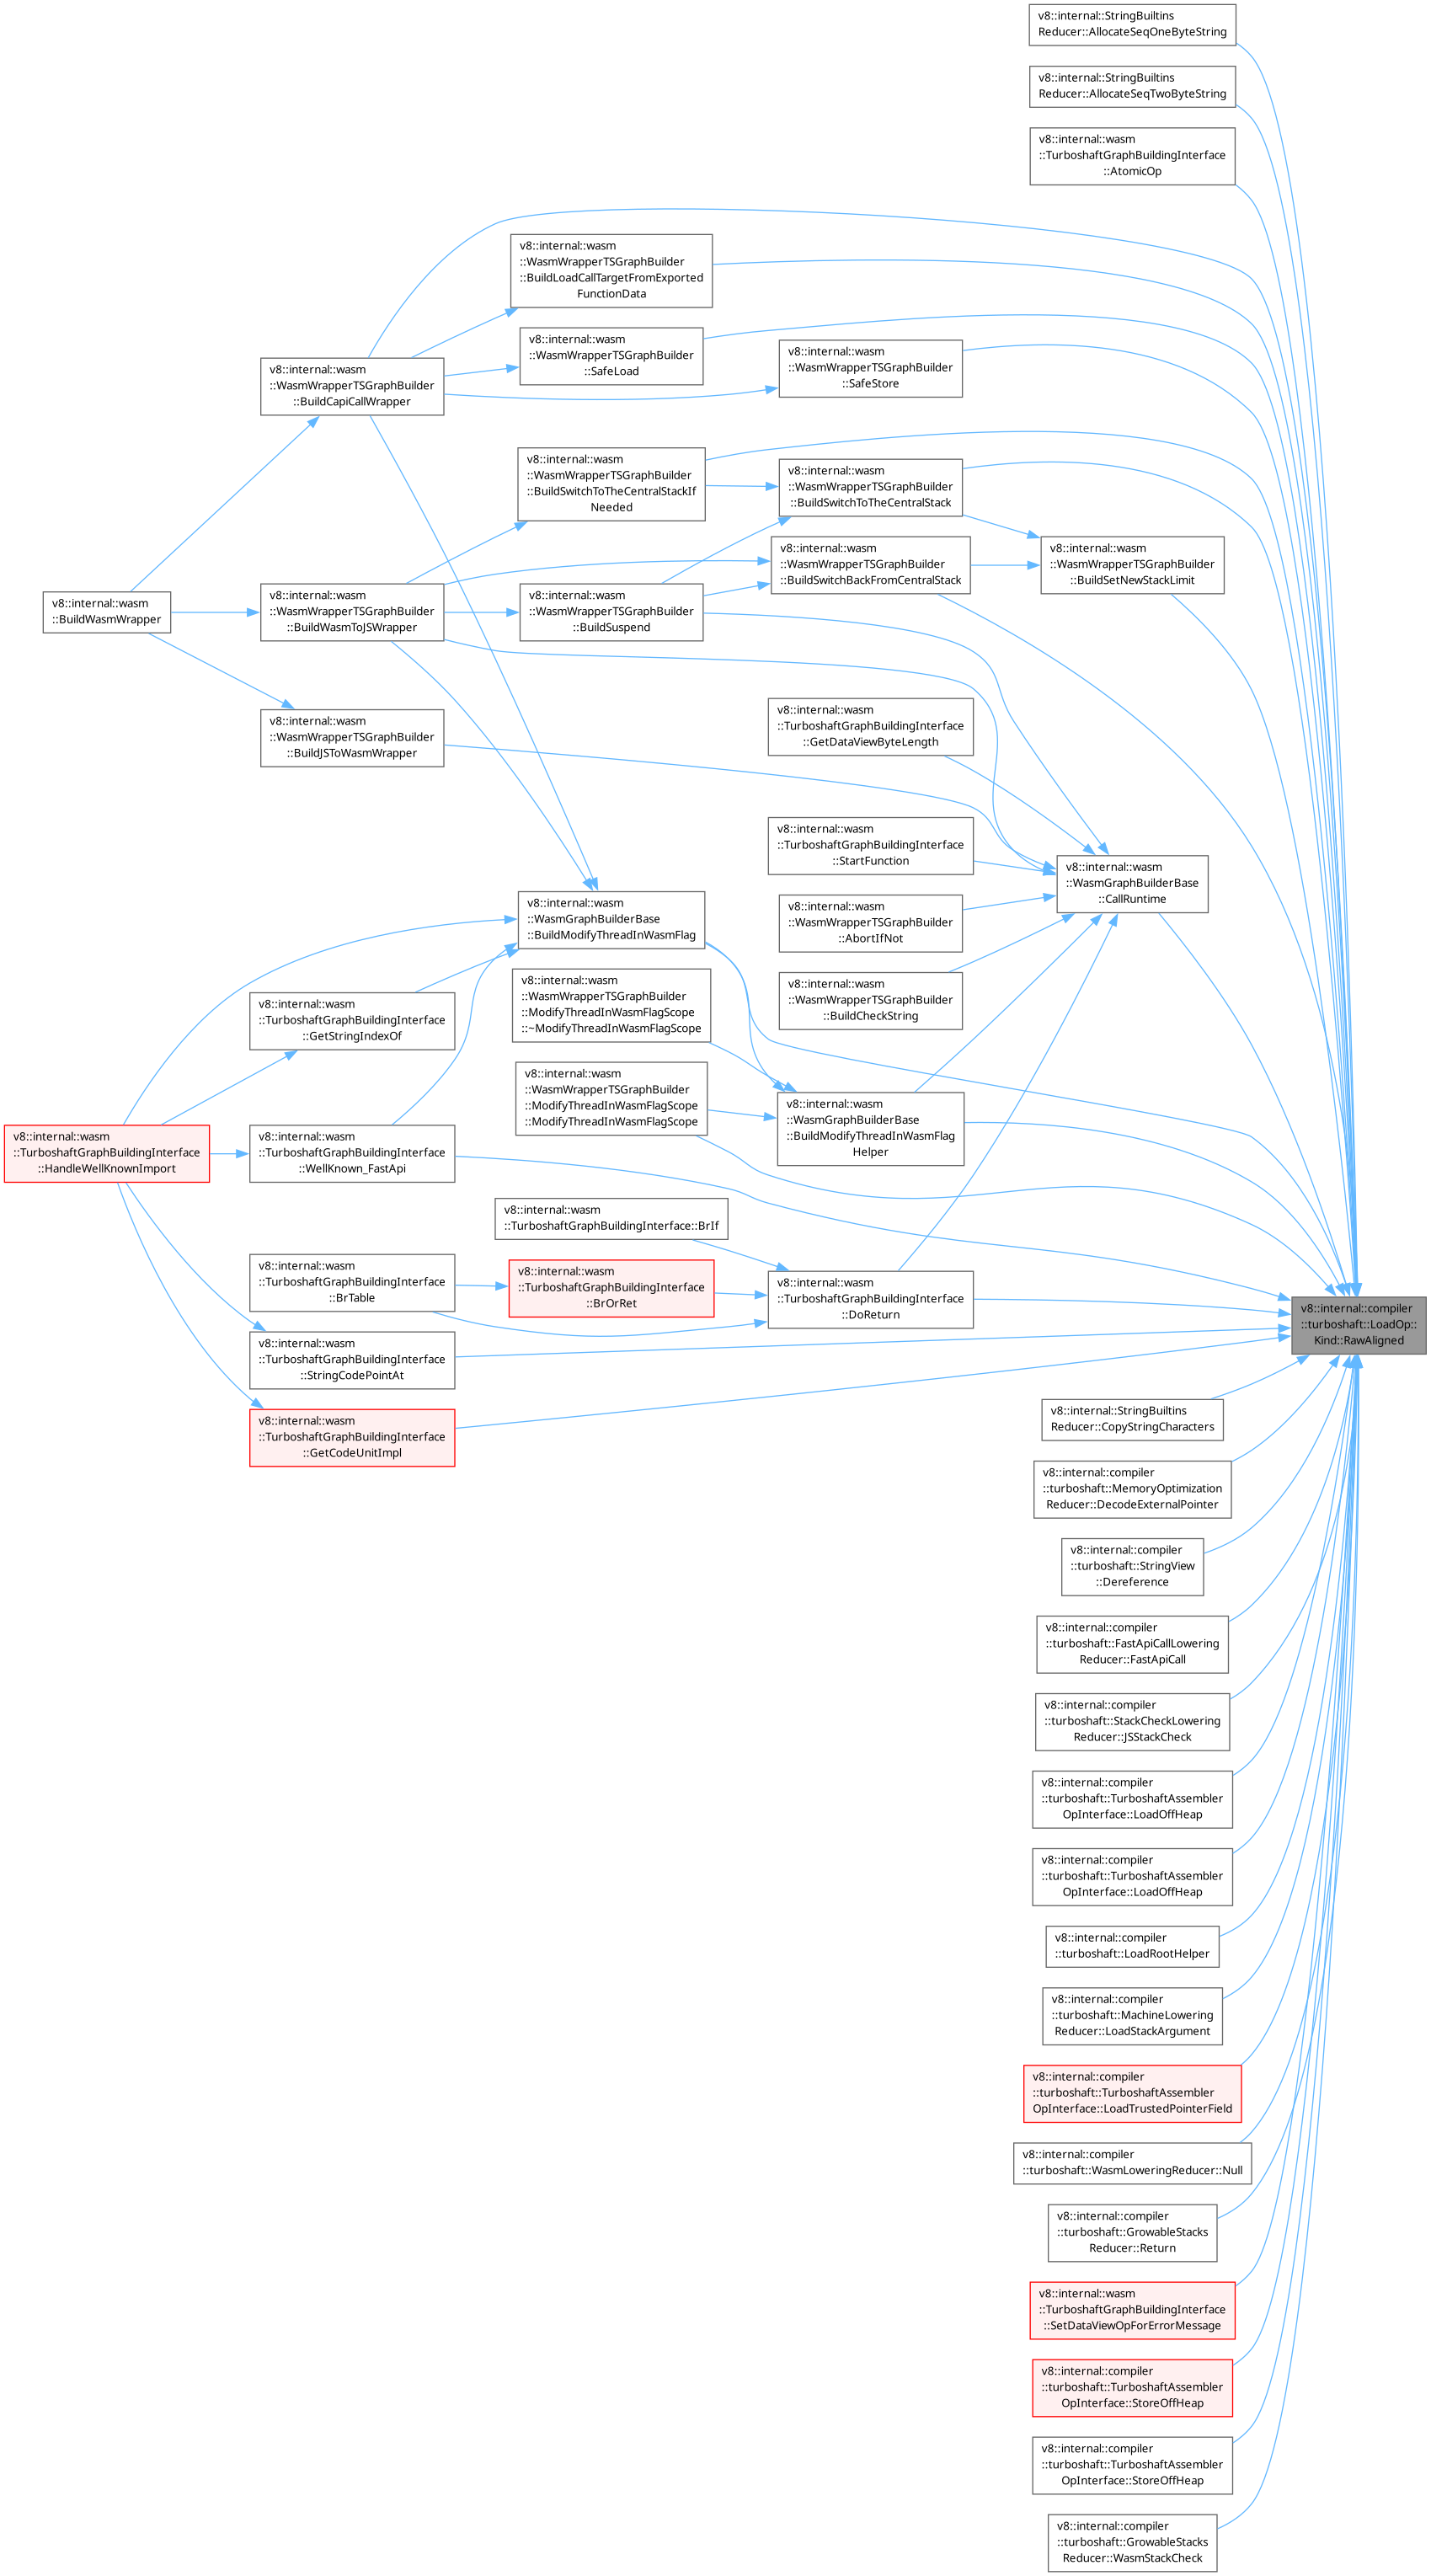 v8::internal::StringBuiltins
Reducer::AllocateSeqOneByteString
v8::internal::StringBuiltins
Reducer::AllocateSeqTwoByteString
v8::internal::wasm
::TurboshaftGraphBuildingInterface
::AtomicOp
v8::internal::wasm
::WasmWrapperTSGraphBuilder
::BuildLoadCallTargetFromExported
FunctionData
v8::internal::wasm
::WasmWrapperTSGraphBuilder
::SafeLoad
v8::internal::wasm
::WasmWrapperTSGraphBuilder
::SafeStore
v8::internal::wasm
::WasmWrapperTSGraphBuilder
::BuildCapiCallWrapper
v8::internal::wasm
::WasmWrapperTSGraphBuilder
::BuildSwitchToTheCentralStackIf
Needed
v8::internal::wasm
::WasmWrapperTSGraphBuilder
::BuildSwitchToTheCentralStack
v8::internal::wasm
::WasmWrapperTSGraphBuilder
::BuildSwitchBackFromCentralStack
v8::internal::wasm
::WasmWrapperTSGraphBuilder
::BuildSetNewStackLimit
v8::internal::wasm
::BuildWasmWrapper
v8::internal::wasm
::WasmWrapperTSGraphBuilder
::BuildWasmToJSWrapper
v8::internal::wasm
::WasmWrapperTSGraphBuilder
::BuildSuspend
v8::internal::wasm
::WasmWrapperTSGraphBuilder
::BuildJSToWasmWrapper
v8::internal::wasm
::TurboshaftGraphBuildingInterface
::GetDataViewByteLength
v8::internal::wasm
::TurboshaftGraphBuildingInterface
::StartFunction
v8::internal::wasm
::WasmGraphBuilderBase
::CallRuntime
v8::internal::wasm
::WasmGraphBuilderBase
::BuildModifyThreadInWasmFlag
v8::internal::wasm
::WasmWrapperTSGraphBuilder
::AbortIfNot
v8::internal::wasm
::WasmWrapperTSGraphBuilder
::ModifyThreadInWasmFlagScope
::~ModifyThreadInWasmFlagScope
v8::internal::wasm
::WasmWrapperTSGraphBuilder
::BuildCheckString
v8::internal::wasm
::TurboshaftGraphBuildingInterface
::GetStringIndexOf
v8::internal::wasm
::WasmWrapperTSGraphBuilder
::ModifyThreadInWasmFlagScope
::ModifyThreadInWasmFlagScope
v8::internal::wasm
::WasmGraphBuilderBase
::BuildModifyThreadInWasmFlag
Helper
v8::internal::wasm
::TurboshaftGraphBuildingInterface
::HandleWellKnownImport
v8::internal::wasm
::TurboshaftGraphBuildingInterface
::WellKnown_FastApi
v8::internal::wasm
::TurboshaftGraphBuildingInterface::BrIf
v8::internal::wasm
::TurboshaftGraphBuildingInterface
::BrTable
v8::internal::wasm
::TurboshaftGraphBuildingInterface
::BrOrRet
v8::internal::wasm
::TurboshaftGraphBuildingInterface
::DoReturn
v8::internal::compiler
::turboshaft::LoadOp::
Kind::RawAligned
v8::internal::wasm
::TurboshaftGraphBuildingInterface
::StringCodePointAt
v8::internal::wasm
::TurboshaftGraphBuildingInterface
::GetCodeUnitImpl
v8::internal::StringBuiltins
Reducer::CopyStringCharacters
v8::internal::compiler
::turboshaft::MemoryOptimization
Reducer::DecodeExternalPointer
v8::internal::compiler
::turboshaft::StringView
::Dereference
v8::internal::compiler
::turboshaft::FastApiCallLowering
Reducer::FastApiCall
v8::internal::compiler
::turboshaft::StackCheckLowering
Reducer::JSStackCheck
v8::internal::compiler
::turboshaft::TurboshaftAssembler
OpInterface::LoadOffHeap
v8::internal::compiler
::turboshaft::TurboshaftAssembler
OpInterface::LoadOffHeap
v8::internal::compiler
::turboshaft::LoadRootHelper
v8::internal::compiler
::turboshaft::MachineLowering
Reducer::LoadStackArgument
v8::internal::compiler
::turboshaft::TurboshaftAssembler
OpInterface::LoadTrustedPointerField
v8::internal::compiler
::turboshaft::WasmLoweringReducer::Null
v8::internal::compiler
::turboshaft::GrowableStacks
Reducer::Return
v8::internal::wasm
::TurboshaftGraphBuildingInterface
::SetDataViewOpForErrorMessage
v8::internal::compiler
::turboshaft::TurboshaftAssembler
OpInterface::StoreOffHeap
v8::internal::compiler
::turboshaft::TurboshaftAssembler
OpInterface::StoreOffHeap
v8::internal::compiler
::turboshaft::GrowableStacks
Reducer::WasmStackCheck